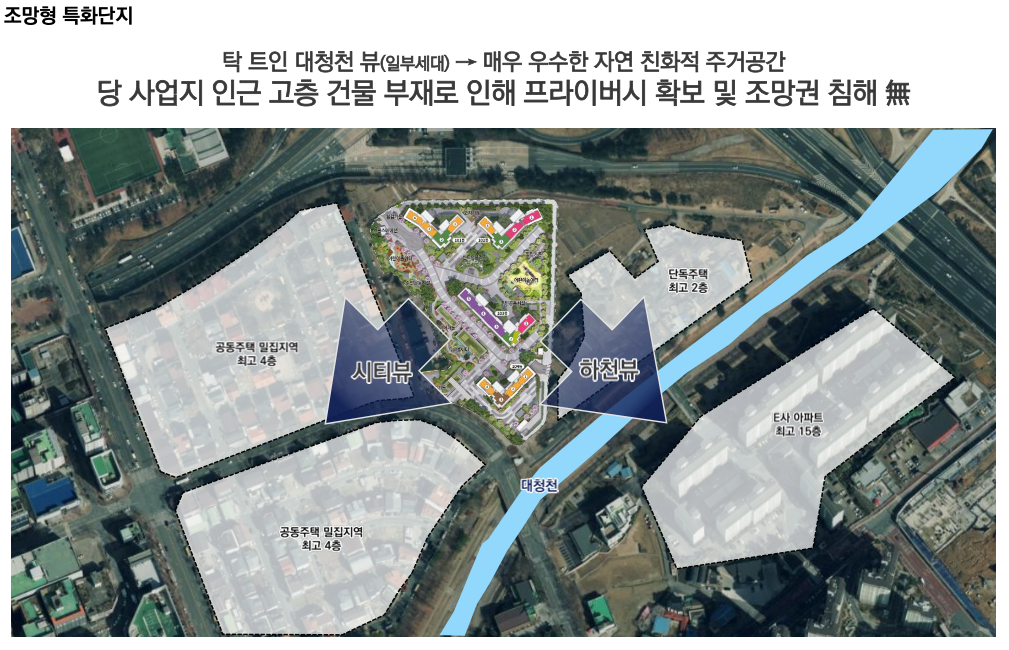 조망형 특화단지
탁 트인 대청천 뷰(일부세대) → 매우 우수한 자연 친화적 주거공간
당 사업지 인근 고층 건물 부재로 인해 프라이버시 확보 및 조망권 침해 無
단독주택
최고 2층
공동주택 밀집지역
최고 4층
시티뷰
하천뷰
E사 아파트
최고 15층
대청천
공동주택 밀집지역
최고 4층